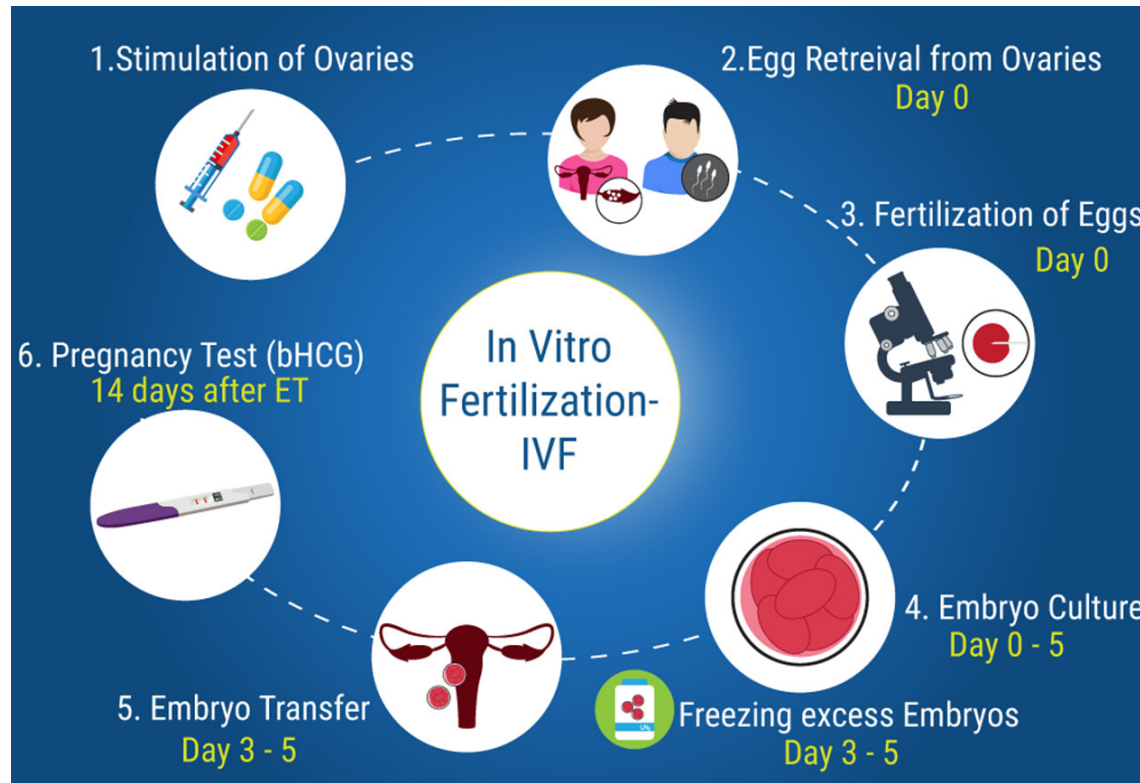 1.Stimulation of Ovaries
2.Egg Retreival from Ovaries
Day 0
3. Fertilization of Eggs
Day 0
In Vitro
Fertilization-
IVF
4. Embryo Culture
Day 0 - 5
Freezing excess Embryos
Day 3 - 5
5. Embryo Transfer
Day 3 - 5
6. Pregnancy Test (bHCG)
14 days after ET